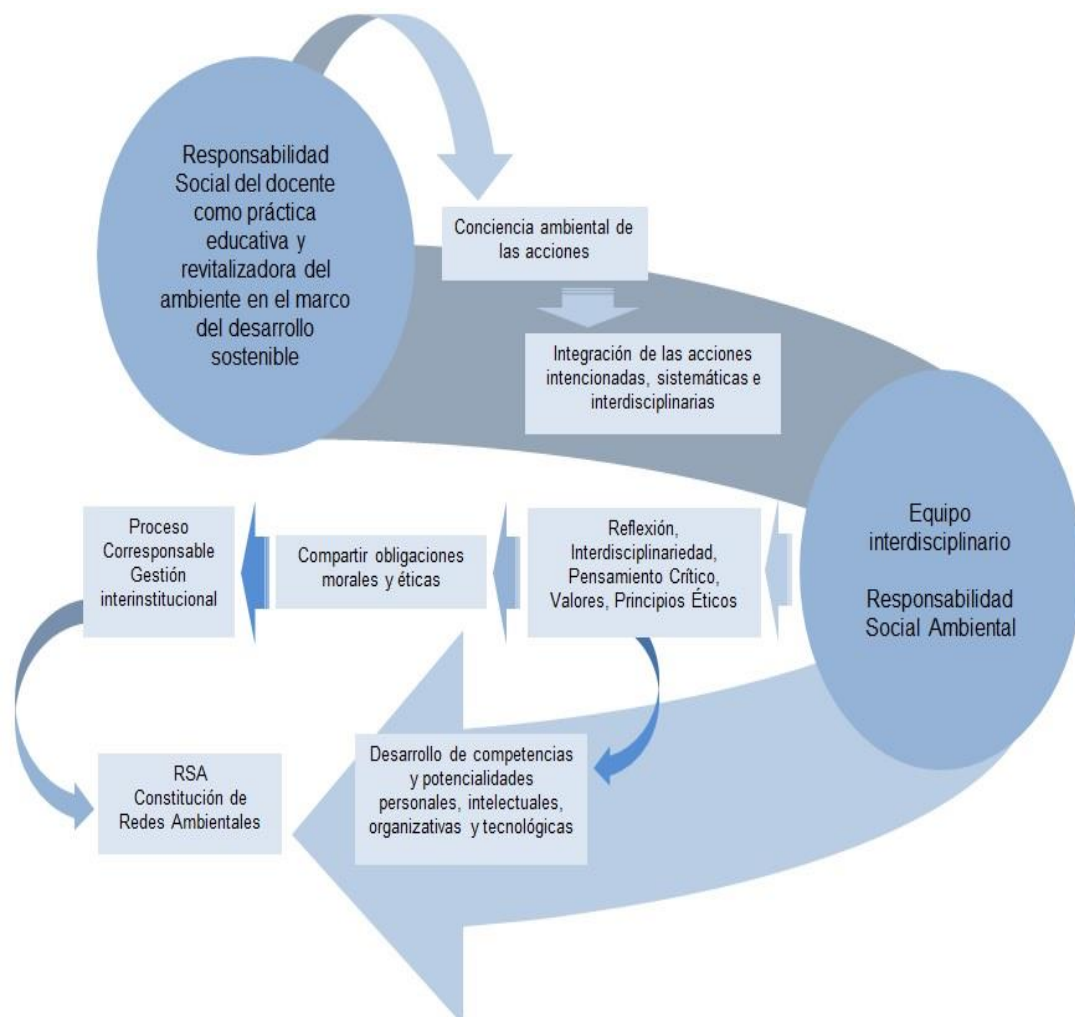 Responsabilidad
Social del docente
como práctica
educativa y
revitalizadora del
ambiente en el marco
del desarrollo
sostenible
Conciencia ambiental de
las acciones
Integración de las acciones
intencionadas, sistemáticas e
interdisciplinarias
Equipo
interdisciplinario
Responsabilidad
Social Ambiental
Reflexión,
Interdisciplinariedad,
Pensamiento Crítico,
Valores, Principios Éticos
Compartir obligaciones
morales y éticas
Proceso
Corresponsable
Gestión
interinstitucional
RSA
Constitución de
Redes Ambientales
Desarrollo de competencias
y potencialidades
personales, intelectuales,
organizativas y tecnológicas